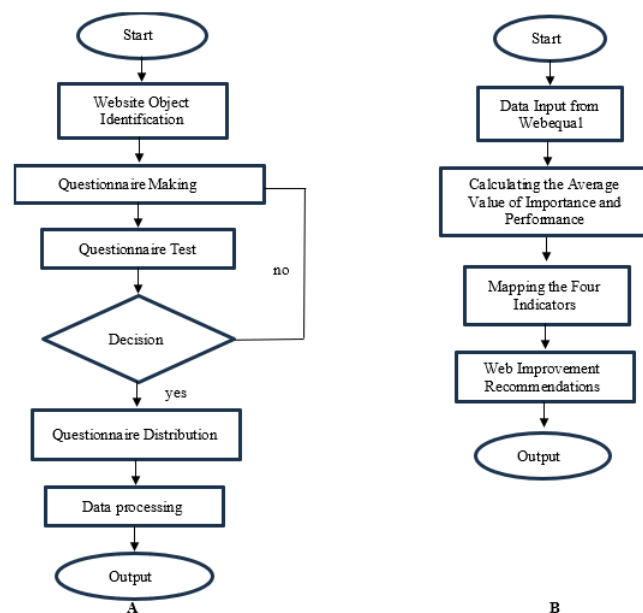 Start
Website Object
Identification
Questionnaire Making
Questionnaire Test
no
Decision
yes
Questionnaire Distribution
Data processing
Output
A
Start
Data Input from
Webequal
Calculating the Average
Value of Importance and
Performance
Mapping the Four
Indicators
Web Improvement
Recommendations
Output
B